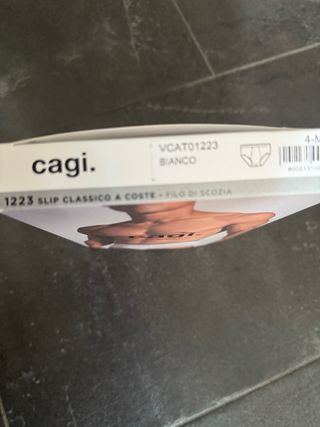 cagi.
VCAT01223
BIANCO
4-M
1223 SLIP CLASSICO A COSTE - FILO DI SCOZIA
cagi.